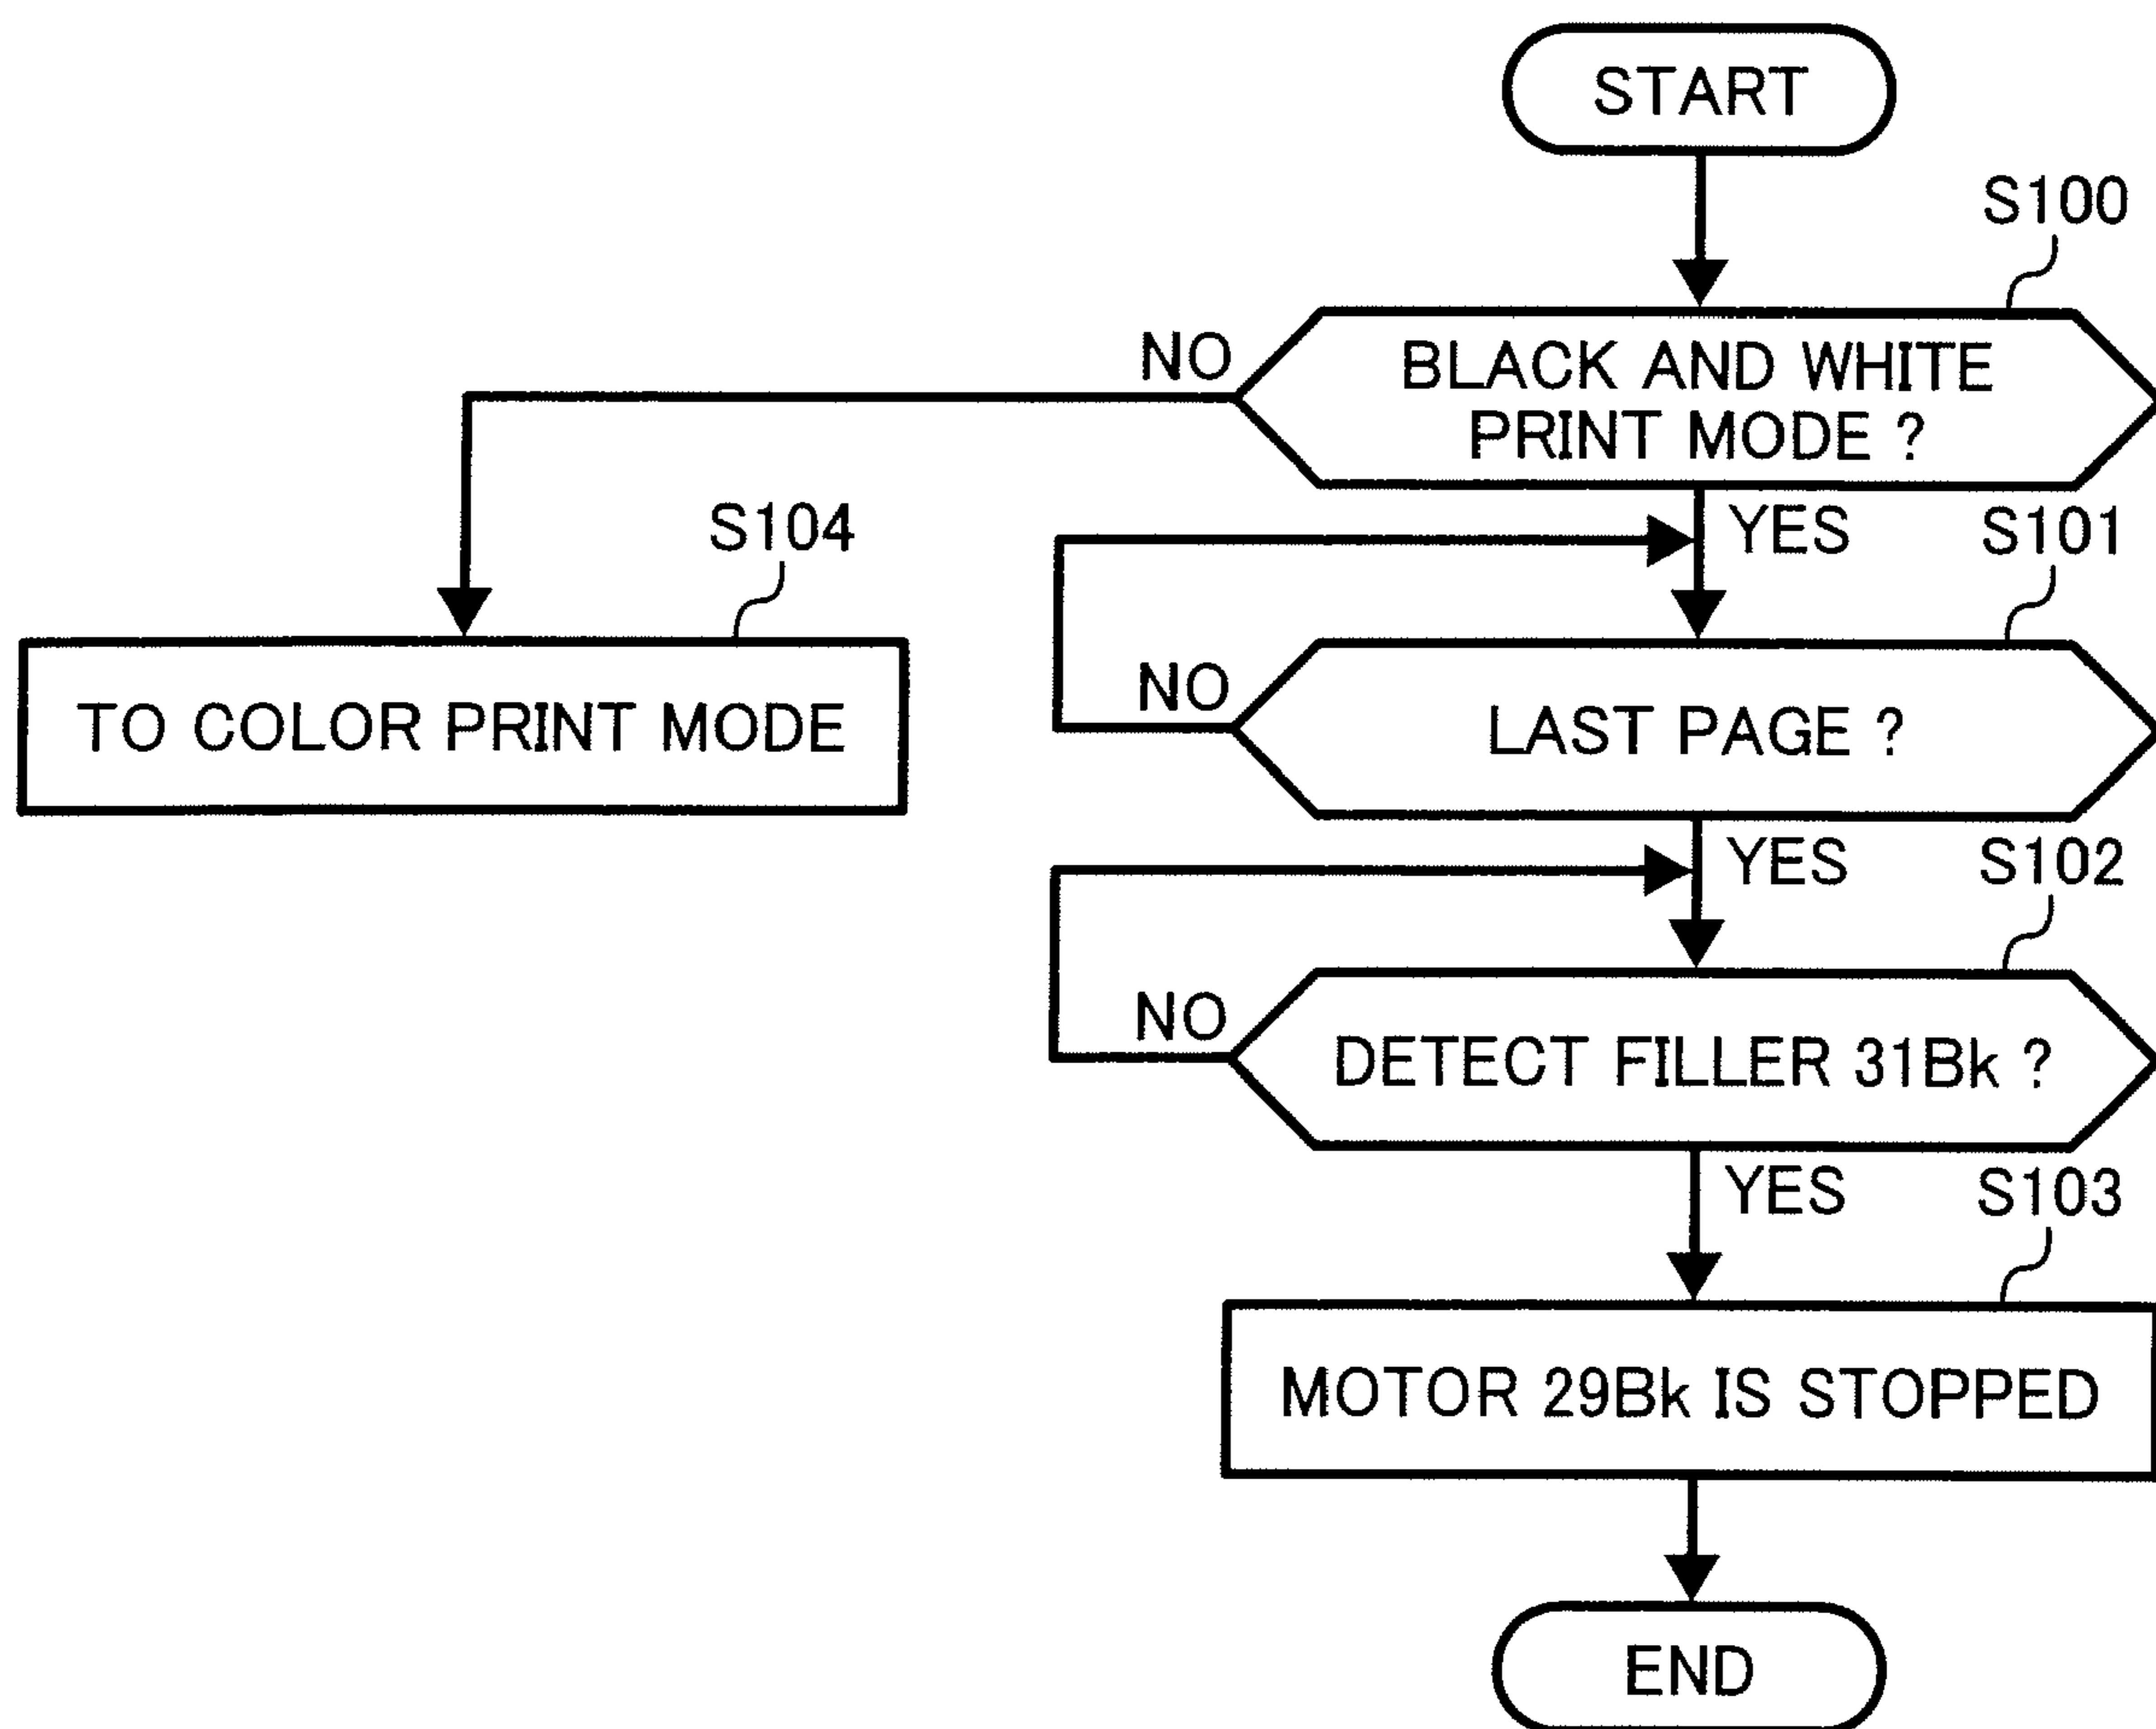 START
S100
NO
BLACK AND WHITE
PRINT MODE ?
S104
YES
S101
TO COLOR PRINT MODE
NO
LAST PAGE ?
YES
S102
NO
DETECT FILLER 31Bk ?
YES
S103
MOTOR 29Bk IS STOPPED
END